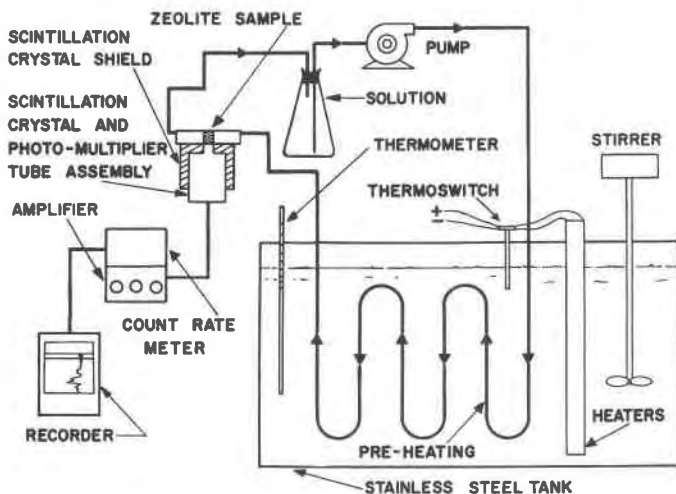 ZEOLITE SAMPLE
SCINTILLATION
CRYSTAL SHIELD
PUMP
SCINTILLATION
CRYSTAL AND
PHOTO-MULTIPLIER
TUBE ASSEMBLY
SOLUTION
THERMOMETER
STIRRER
THERMOSWITCH
+
−
AMPLIFIER
COUNT RATE
METER
RECORDER
PRE-HEATING
HEATERS
STAINLESS STEEL TANK